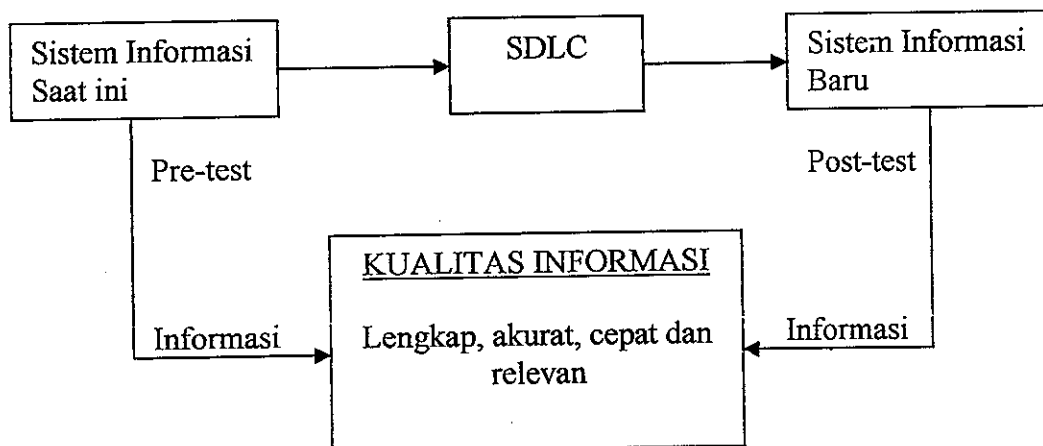 Sistem Informasi
Saat ini
SDLC
Sistem Informasi
Baru
Pre-test
Post-test
KUALITAS INFORMASI
Informasi
Lengkap, akurat, cepat dan
relevan
Informasi